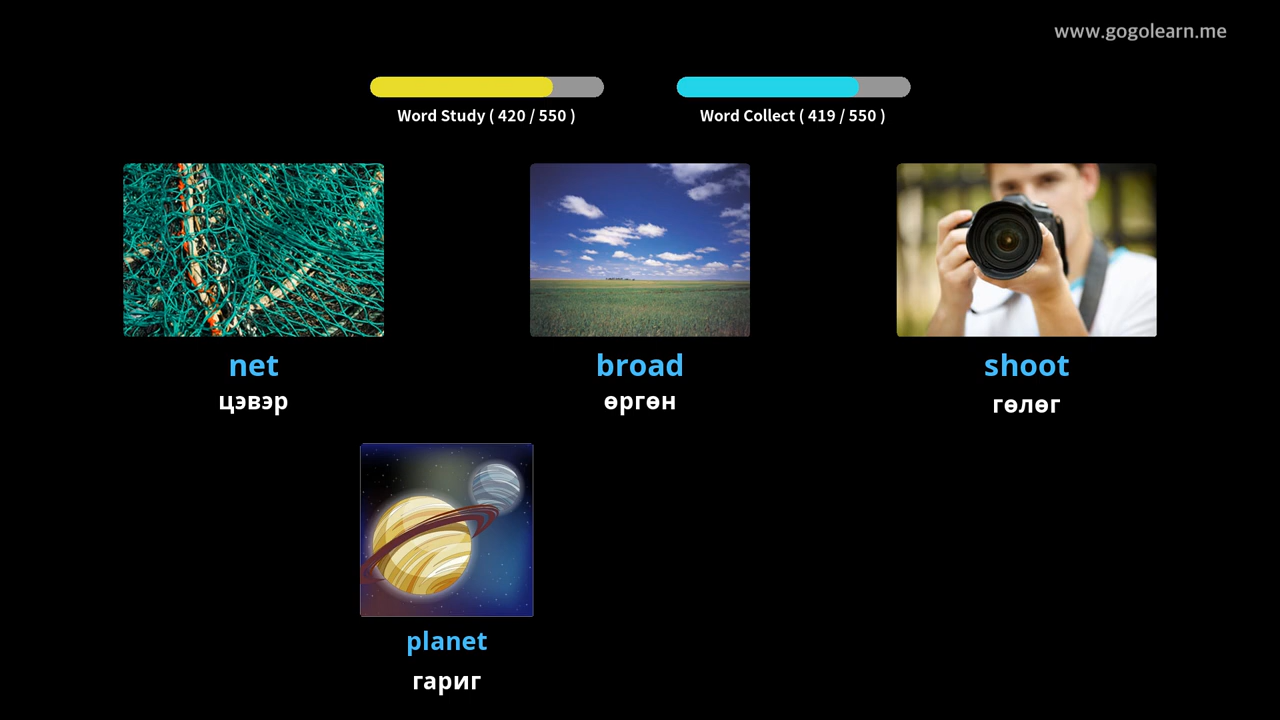 www.gogolearn.me
Word Study ( 420 / 550 )
Word Collect ( 419 / 550 )
net
цэвэр
broad
өргөн
shoot
гөлөг
planet
гариг